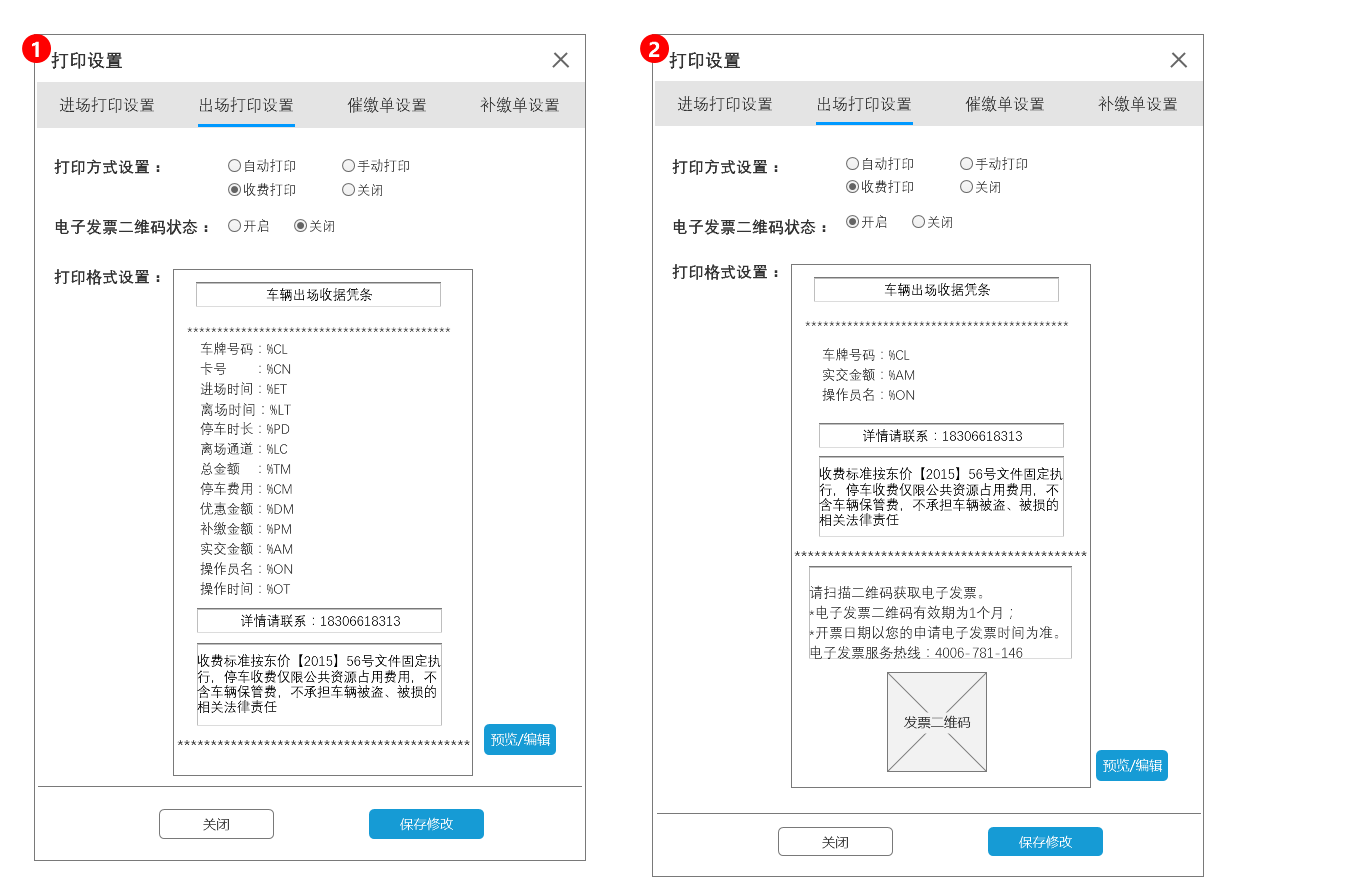 1
打印设置
进场打印设置 出场打印设置 催缴单设置 补缴单设置
打印方式设置： 自动打印 手动打印
收费打印 关闭
电子发票二维码状态： 开启 关闭
打印格式设置：
车辆出场收据凭条
********************************************
车牌号码：%CL
卡号 ：%CN
进场时间：%ET
离场时间：%LT
停车时长：%PD
离场通道：%LC
总金额 ：%TM
停车费用：%CM
优惠金额：%DM
补缴金额：%PM
实交金额：%AM
操作员名：%ON
操作时间：%OT
详情请联系：18306618313
收费标准按东价【2015】56号文件固定执
行，停车收费仅限公共资源占用费用，不
含车辆保管费，不承担车辆被盗、被损的
相关法律责任
********************************************
预览/编辑
关闭 保存修改
2
打印设置
进场打印设置 出场打印设置 催缴单设置 补缴单设置
打印方式设置： 自动打印 手动打印
收费打印 关闭
电子发票二维码状态： 开启 关闭
打印格式设置：
车辆出场收据凭条
********************************************
车牌号码：%CL
实交金额：%AM
操作员名：%ON
详情请联系：18306618313
收费标准按东价【2015】56号文件固定执
行，停车收费仅限公共资源占用费用，不
含车辆保管费，不承担车辆被盗、被损的
相关法律责任
********************************************
请扫描二维码获取电子发票。
*电子发票二维码有效期为1个月；
*开票日期以您的申请电子发票时间为准。
电子发票服务热线：4006-781-146
发票二维码
预览/编辑
关闭 保存修改